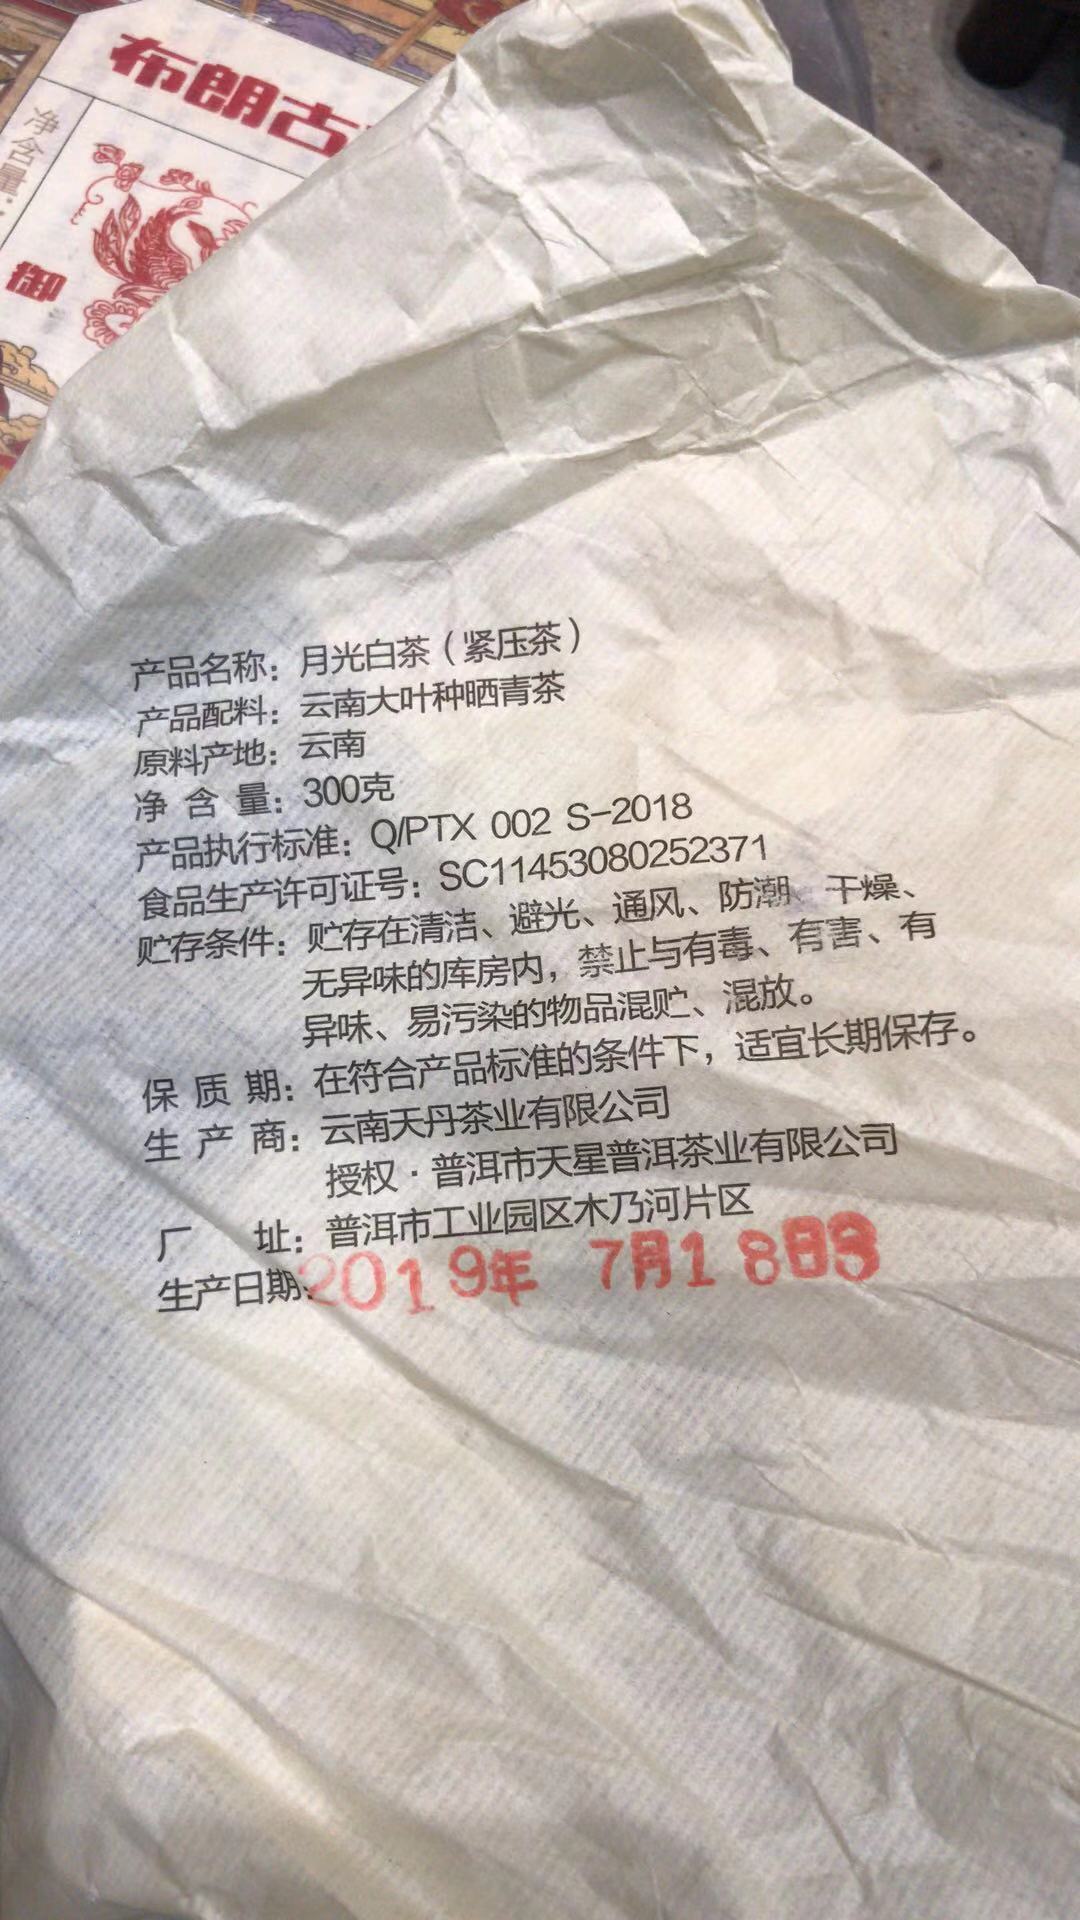 布朗古
净含量：
御
产品名称：月光白茶（紧压茶）
产品配料：云南大叶种晒青茶
原料产地：云南
净含量：300克
产品执行标准：Q/PTX 002 S-2018
食品生产许可证号：SC11453080252371
贮存条件：贮存在清洁、避光、通风、防潮、干燥、
无异味的库房内，禁止与有毒、有害、有
异味、易污染的物品混贮、混放。
保质期：在符合产品标准的条件下，适宜长期保存。
生产商：云南天丹茶业有限公司
授权·普洱市天星普洱茶业有限公司
厂址：普洱市工业园区木乃河片区
生产日期：2019年 7月18日